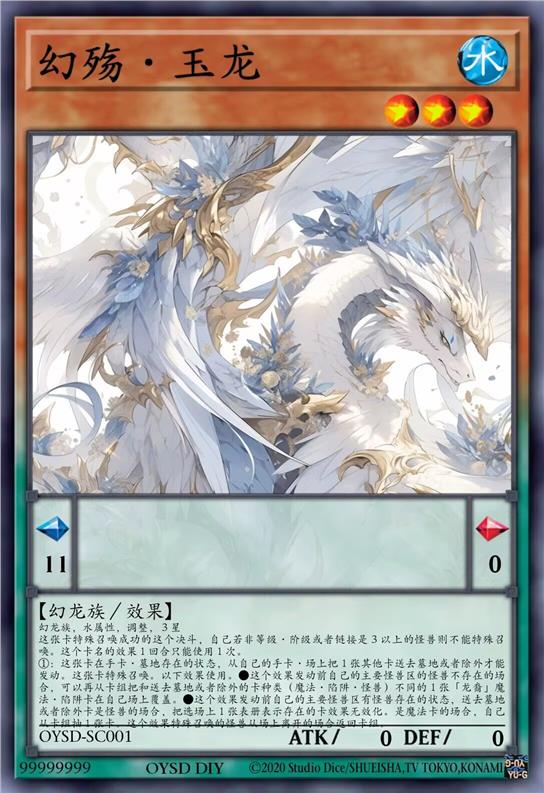 幻殇·玉龙
水
11
0
【幻龙族/效果】
幻龙族，水属性，调整，3星
这张卡特殊召唤成功的这个决斗，自己若非等级·阶级或者链接是3以上的怪兽则不能特殊召
唤。这个卡名的效果1回合只能使用1次。
①：这张卡在手卡·墓地存在的状态，从自己的手卡·场上把1张其他卡送去墓地或者除外才能
发动。这张卡特殊召唤。以下效果使用。●这个效果发动前自己的主要怪兽区的怪兽不存在的场
合，可以再从卡组把和送去墓地或者除外的卡种类（魔法·陷阱·怪兽）不同的1张「龙裔」魔
法·陷阱卡在自己场上覆盖。●这个效果发动前自己的主要怪兽区有怪兽存在的状态，送去墓
地或者除外卡是怪兽的场合，把选场上1张表册表示存在的卡效果无效化。是魔法卡的场合，自己
从卡组抽1张卡。这个效果特殊召唤的怪兽从场上离开的场合返回卡组。
OYSD-SC001 ATK/ 0 DEF/ 0
99999999 OYSD DIY ©2020 Studio Dice/SHUEISHA,TV TOKYO,KONAMI